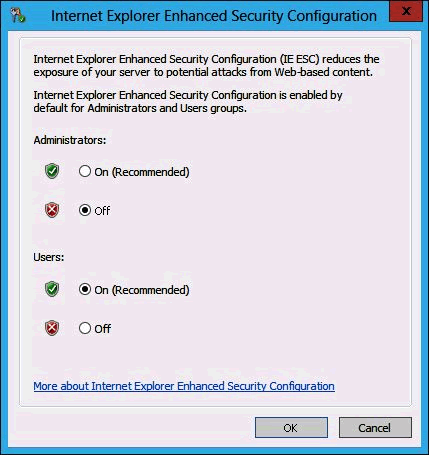 Internet Explorer Enhanced Security Configuration
X
Internet Explorer Enhanced Security Configuration (IE ESC) reduces the
exposure of your server to potential attacks from Web-based content.
Internet Explorer Enhanced Security Configuration is enabled by
default for Administrators and Users groups.
Administrators:
On (Recommended)
Off
Users:
On (Recommended)
Off
More about Internet Explorer Enhanced Security Configuration
OK
Cancel